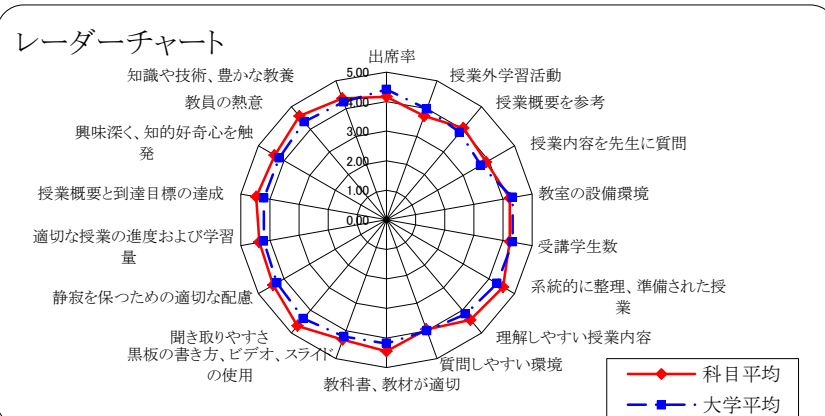 レーダーチャート
出席率
授業外学習活動
授業概要を参考
授業内容を先生に質問
教室の設備環境
受講学生数
系統的に整理、準備された授
業
理解しやすい授業内容
質問しやすい環境
教科書、教材が適切
黒板の書き方、ビデオ、スライド
の使用
聞き取りやすさ
静寂を保つための適切な配慮
適切な授業の進度および学習
量
授業概要と到達目標の達成
興味深く、知的好奇心を触
発
教員の熱意
知識や技術、豊かな教養
5.00
4.00
3.00
2.00
1.00
0.00
科目平均
大学平均